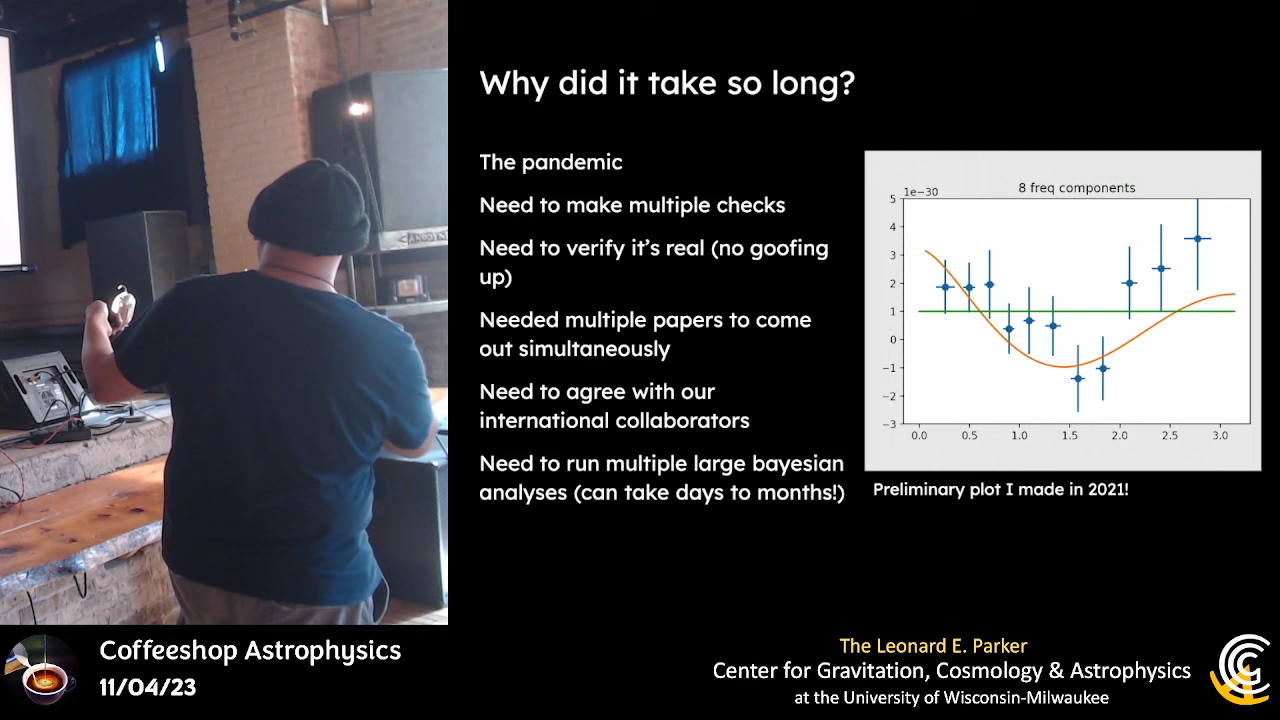 Why did it take so long?
The pandemic
Need to make multiple checks
Need to verify it's real (no goofing
up)
Needed multiple papers to come
out simultaneously
Need to agree with our
international collaborators
Need to run multiple large bayesian
analyses (can take days to months!)
1e−30
8 freq components
5
4
3
2
1
0
−1
−2
−3
0.0 0.5 1.0 1.5 2.0 2.5 3.0
Preliminary plot I made in 2021!
Coffeeshop Astrophysics
11/04/23
The Leonard E. Parker
Center for Gravitation, Cosmology & Astrophysics
at the University of Wisconsin-Milwaukee